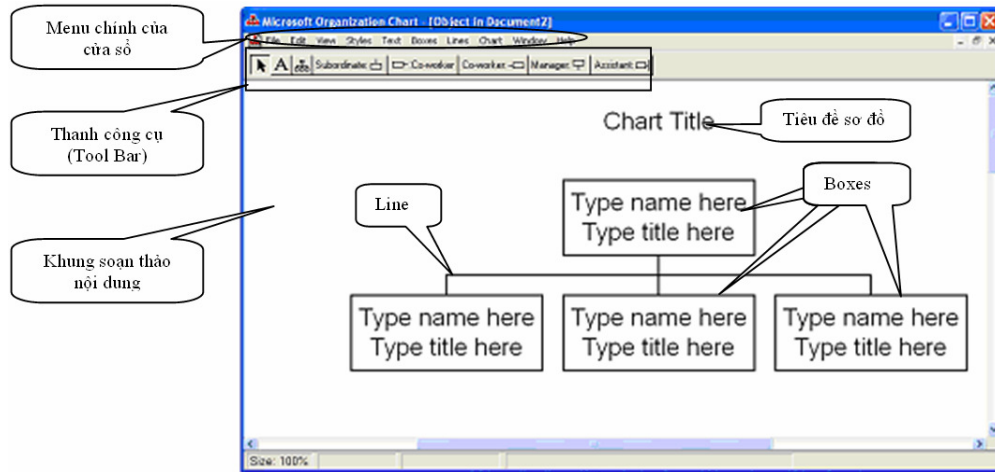 Menu chính của
cửa sổ
Microsoft Organization Chart - [Object in Document2]
File Edit View Styles Text Boxes Lines Chart Window Help
A Subordinate: Co-worker Co-worker: Manager: Assistant:
Thanh công cụ
(Tool Bar)
Chart Title
Tiêu đề sơ đồ
Line
Boxes
Type name here
Type title here
Khung soạn thảo
nội dung
Type name here
Type title here
Type name here
Type title here
Type name here
Type title here
Size: 100%